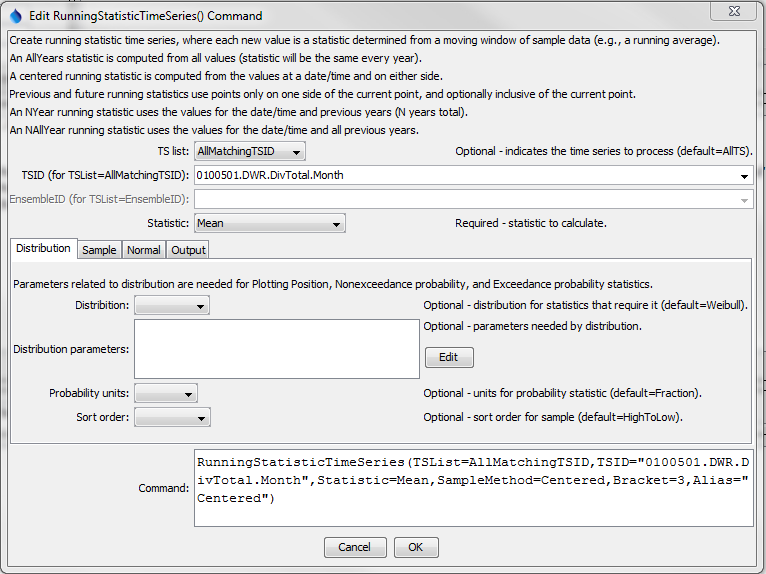 Edit RunningStatisticTimeSeries() Command
Create running statistic time series, where each new value is a statistic determined from a moving window of sample data (e.g., a running average).
An AllYears statistic is computed from all values (statistic will be the same every year).
A centered running statistic is computed from the values at a date/time and on either side.
Previous and future running statistics use points only on one side of the current point, and optionally inclusive of the current point.
An NYear running statistic uses the values for the date/time and previous years (N years total).
An NAllYear running statistic uses the values for the date/time and all previous years.
TS list: AllMatchingTSID Optional - indicates the time series to process (default=AllTS).
TSID (for TSList=AllMatchingTSID): 0100501.DWR.DivTotal.Month
EnsembleID (for TSList=EnsembleID):
Statistic: Mean Required - statistic to calculate.
Distribution Sample Normal Output
Parameters related to distribution are needed for Plotting Position, Nonexceedance probability, and Exceedance probability statistics.
Distribition: Optional - distribution for statistics that require it (default=Weibull).
Optional - parameters needed by distribution.
Distribution parameters:
Edit
Probability units: Optional - units for probability statistic (default=Fraction).
Sort order: Optional - sort order for sample (default=HighToLow).
RunningStatisticTimeSeries(TSList=AllMatchingTSID,TSID="0100501.DWR.D
ivTotal.Month",Statistic=Mean,SampleMethod=Centered,Bracket=3,Alias="
Command:
Centered")
Cancel OK